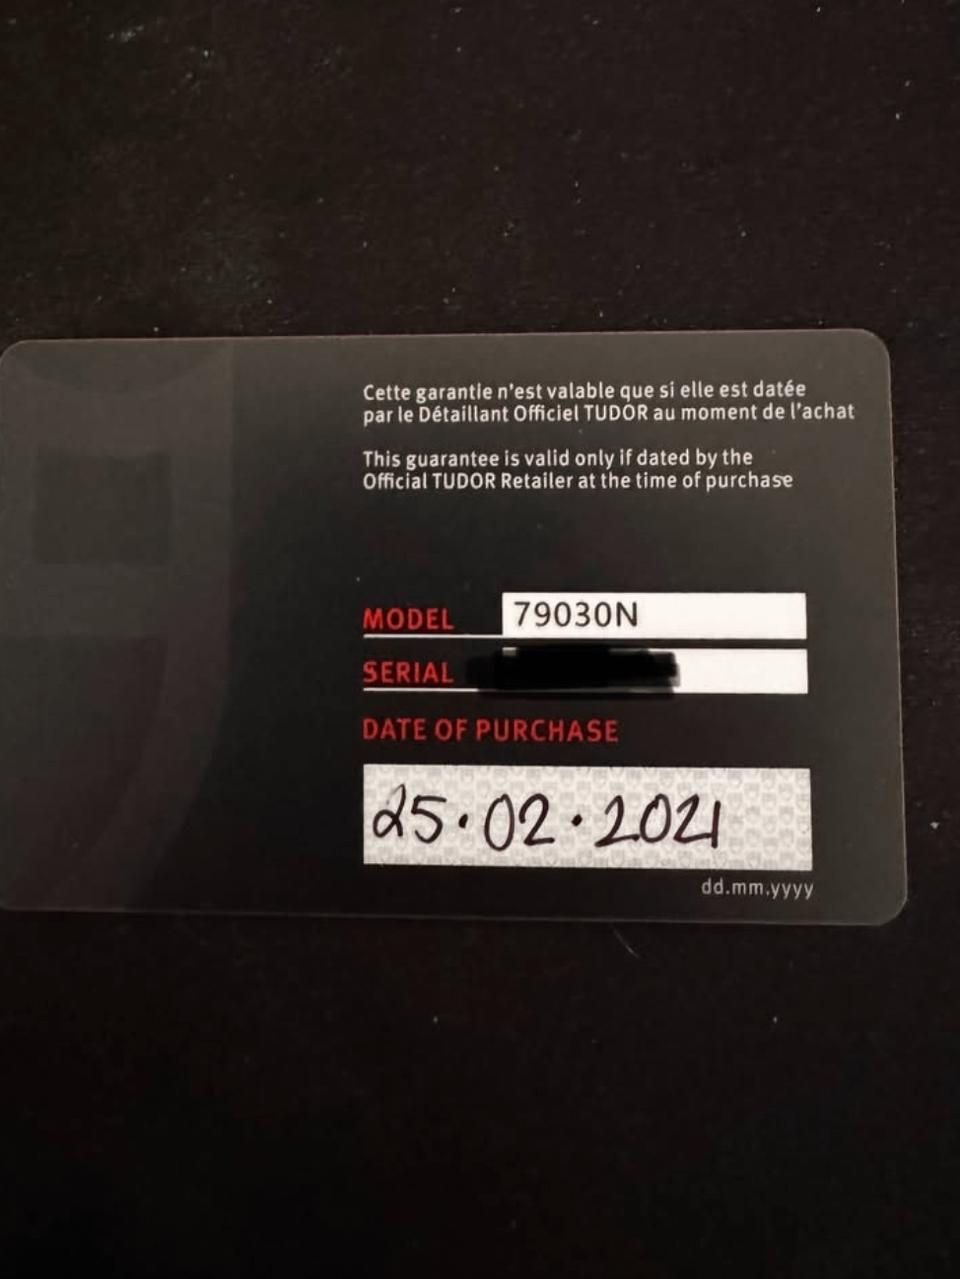 Cette garantie n'est valable que si elle est datée
par le Détaillant Officiel TUDOR au moment de l'achat
This guarantee is valid only if dated by the
Official TUDOR Retailer at the time of purchase
MODEL 79030N
SERIAL
DATE OF PURCHASE
25.02.2021
dd.mm.yyyy